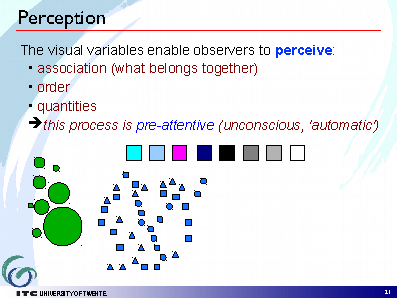 Perception
The visual variables enable observers to perceive:
• association (what belongs together)
• order
• quantities
➔this process is pre-attentive (unconscious, 'automatic')
ITC UNIVERSITY OF TWENTE.